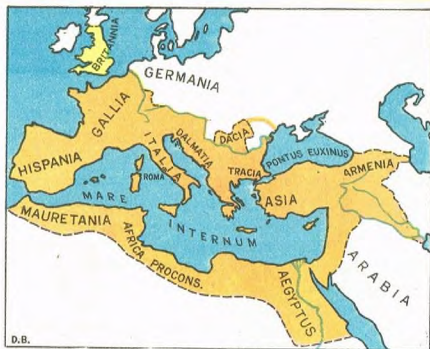 BRITANNIA
GERMANIA
GALLIA
DACIA
ITALIA
DALMATIA
PONTUS EUXINUS
ARMENIA
HISPANIA
ROMA
TRACIA
MARE
ASIA
MAURETANIA
INTERNUM
AFRICA PROCONS.
ARABIA
AEGYPTUS
D.B.